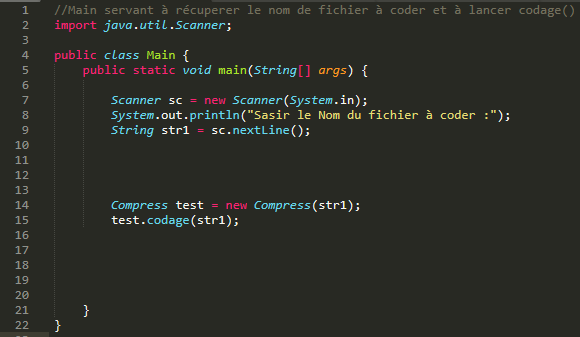 1 //Main servant à récuperer le nom de fichier à coder et à lancer codage()
2 import java.util.Scanner;
3
4 public class Main {
5 public static void main(String[] args) {
6
7 Scanner sc = new Scanner(System.in);
8 System.out.println("Sasir le Nom du fichier à coder :");
9 String str1 = sc.nextLine();
10
11
12
13
14 Compress test = new Compress(str1);
15 test.codage(str1);
16
17
18
19
20
21 }
22 }